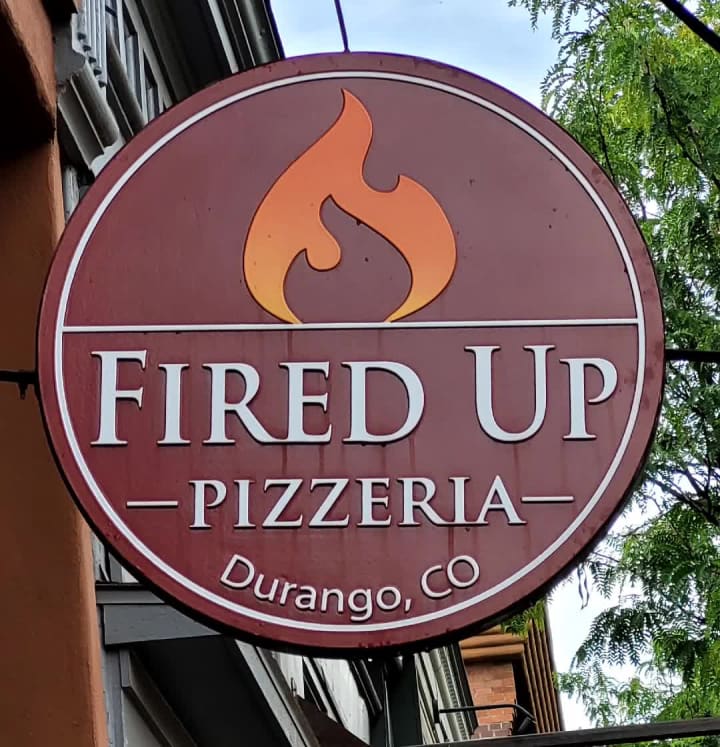 FIRED UP
PIZZERIA
Durango, CO